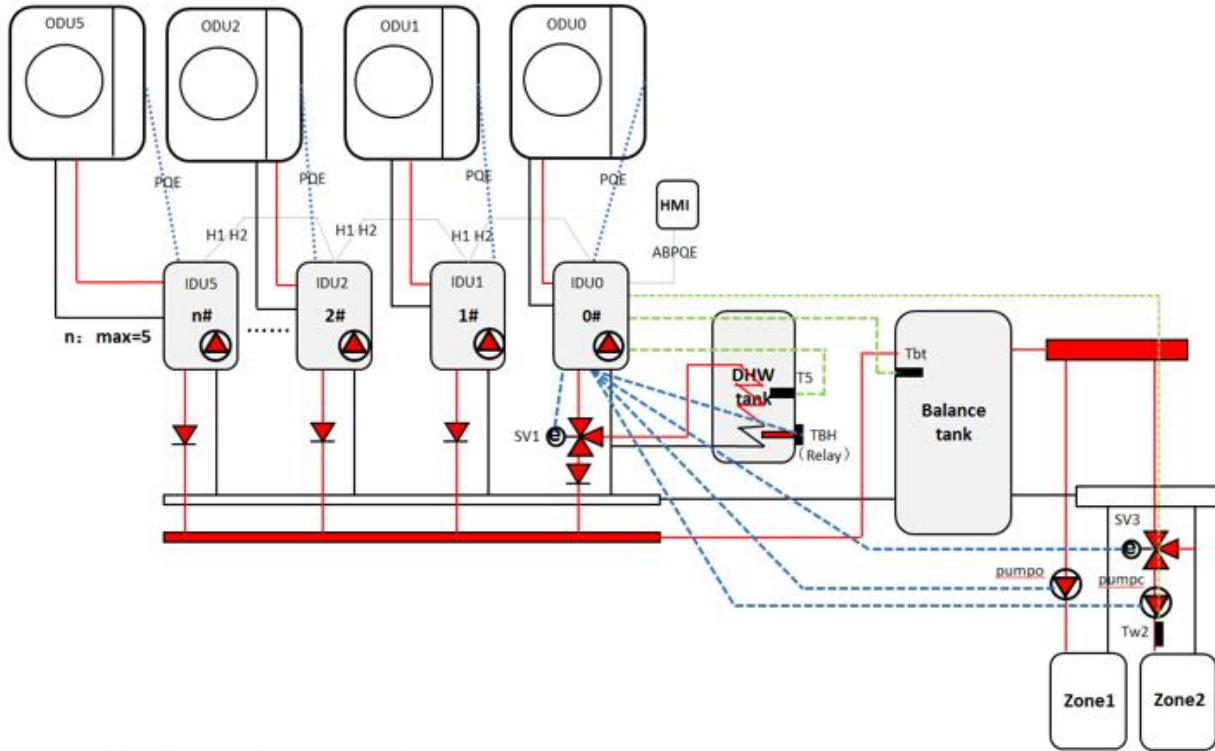 ODU5
ODU2
ODU1
ODU0
PQE
PQE
PQE
PQE
HMI
H1 H2
H1 H2
H1 H2
ABPQE
IDU5
IDU2
IDU1
IDU0
n#
2#
1#
0#
n： max=5
......
DHW
tank
T5
Tbt
Balance
tank
SV1
e
TBH
（Relay）
SV3
e
pumpo
pumpc
Tw2
Zone1
Zone2